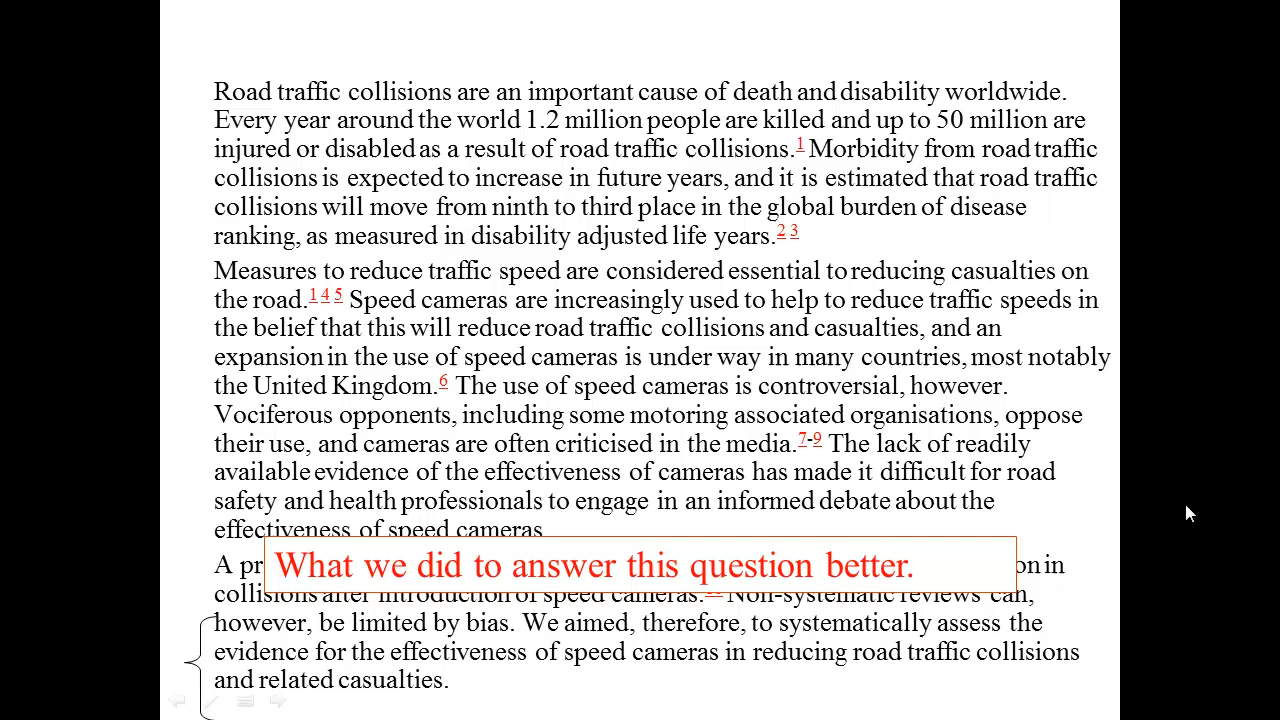 Road traffic collisions are an important cause of death and disability worldwide.
Every year around the world 1.2 million people are killed and up to 50 million are
injured or disabled as a result of road traffic collisions.1 Morbidity from road traffic
collisions is expected to increase in future years, and it is estimated that road traffic
collisions will move from ninth to third place in the global burden of disease
ranking, as measured in disability adjusted life years.2 3
Measures to reduce traffic speed are considered essential to reducing casualties on
the road.1 4 5 Speed cameras are increasingly used to help to reduce traffic speeds in
the belief that this will reduce road traffic collisions and casualties, and an
expansion in the use of speed cameras is under way in many countries, most notably
the United Kingdom.6 The use of speed cameras is controversial, however.
Vociferous opponents, including some motoring associated organisations, oppose
their use, and cameras are often criticised in the media.7-9 The lack of readily
available evidence of the effectiveness of cameras has made it difficult for road
safety and health professionals to engage in an informed debate about the
effectiveness of speed cameras
What we did to answer this question better.
A in
collisions after introduction of speed cameras. Non-systematic reviews can,
however, be limited by bias. We aimed, therefore, to systematically assess the
evidence for the effectiveness of speed cameras in reducing road traffic collisions
and related casualties.